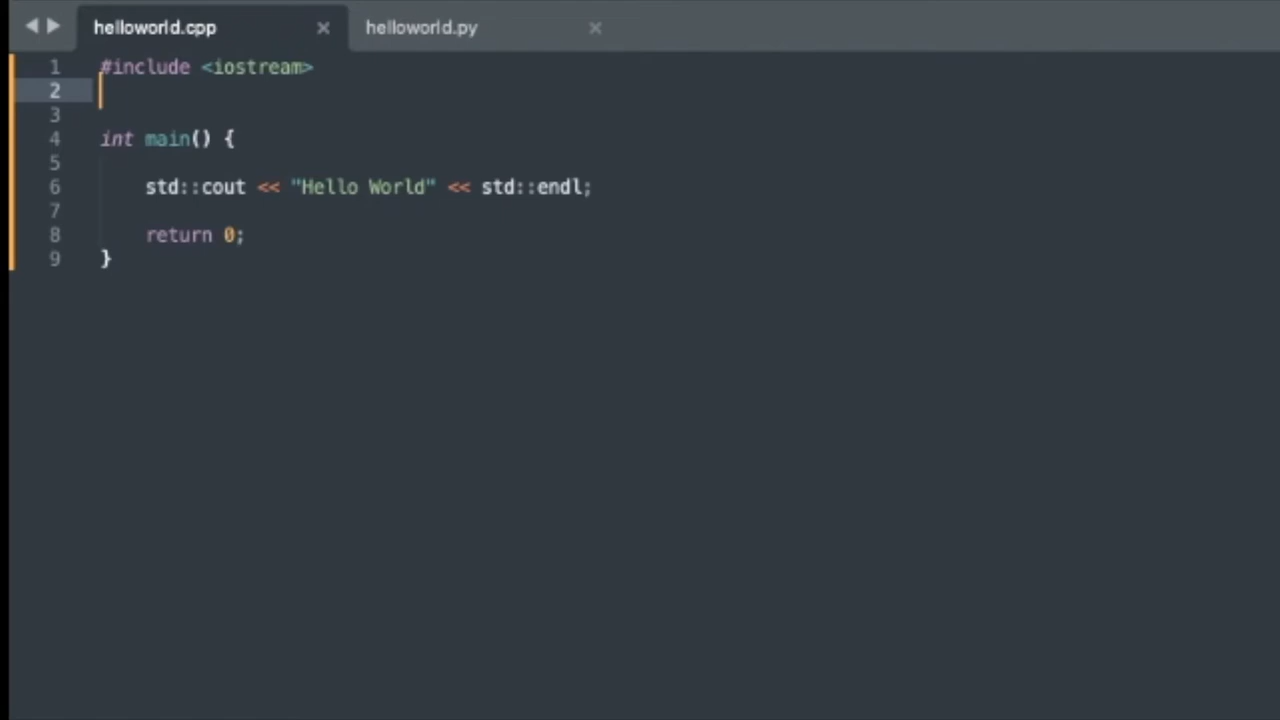 helloworld.cpp × helloworld.py ×
1 #include <iostream>
2
3
4 int main() {
5
6 std::cout << "Hello World" << std::endl;
7
8 return 0;
9 }